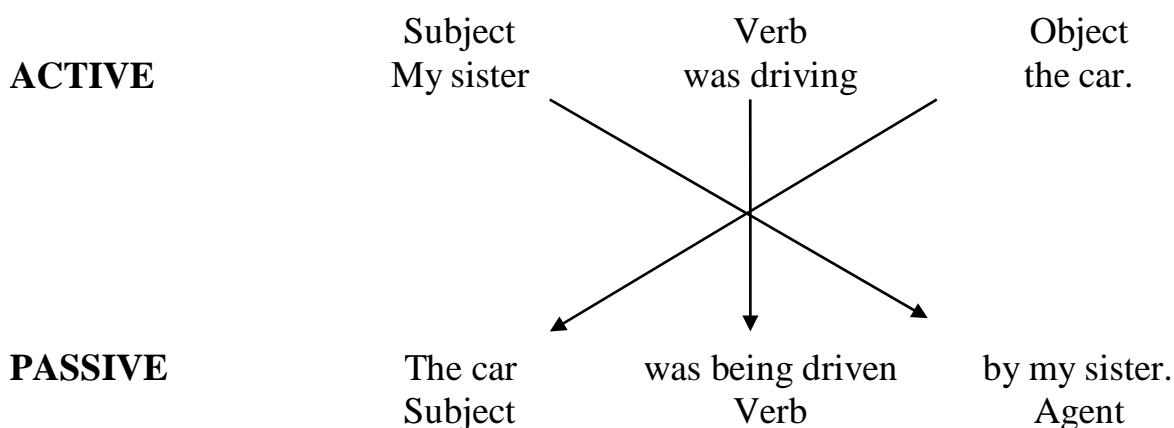 Subject Verb Object
ACTIVE My sister was driving the car.
PASSIVE The car was being driven by my sister.
Subject Verb Agent